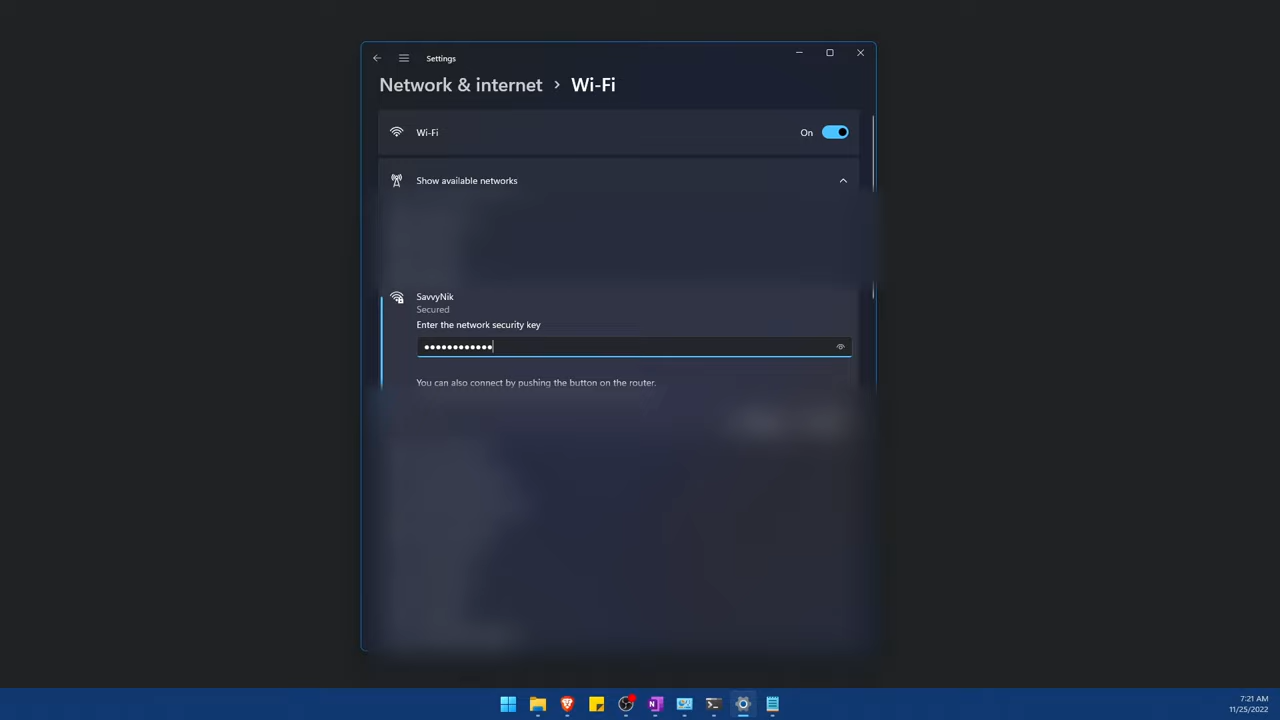 Settings
Network & internet > Wi-Fi
Wi-Fi
On
Show available networks
SavvyNik
Secured
Enter the network security key
••••••••••••
You can also connect by pushing the button on the router.
7:21 AM
11/25/2022